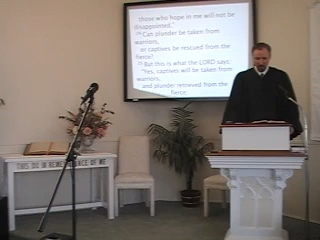 those who hope in me will not be
disappointed."
24 Can plunder be taken from
warriors,
or captives be rescued from the
fierce?
25 But this is what the LORD says:
"Yes, captives will be taken from
warriors,
and plunder retrieved from the
fierce;
THIS DO IN REMEMBRANCE OF ME